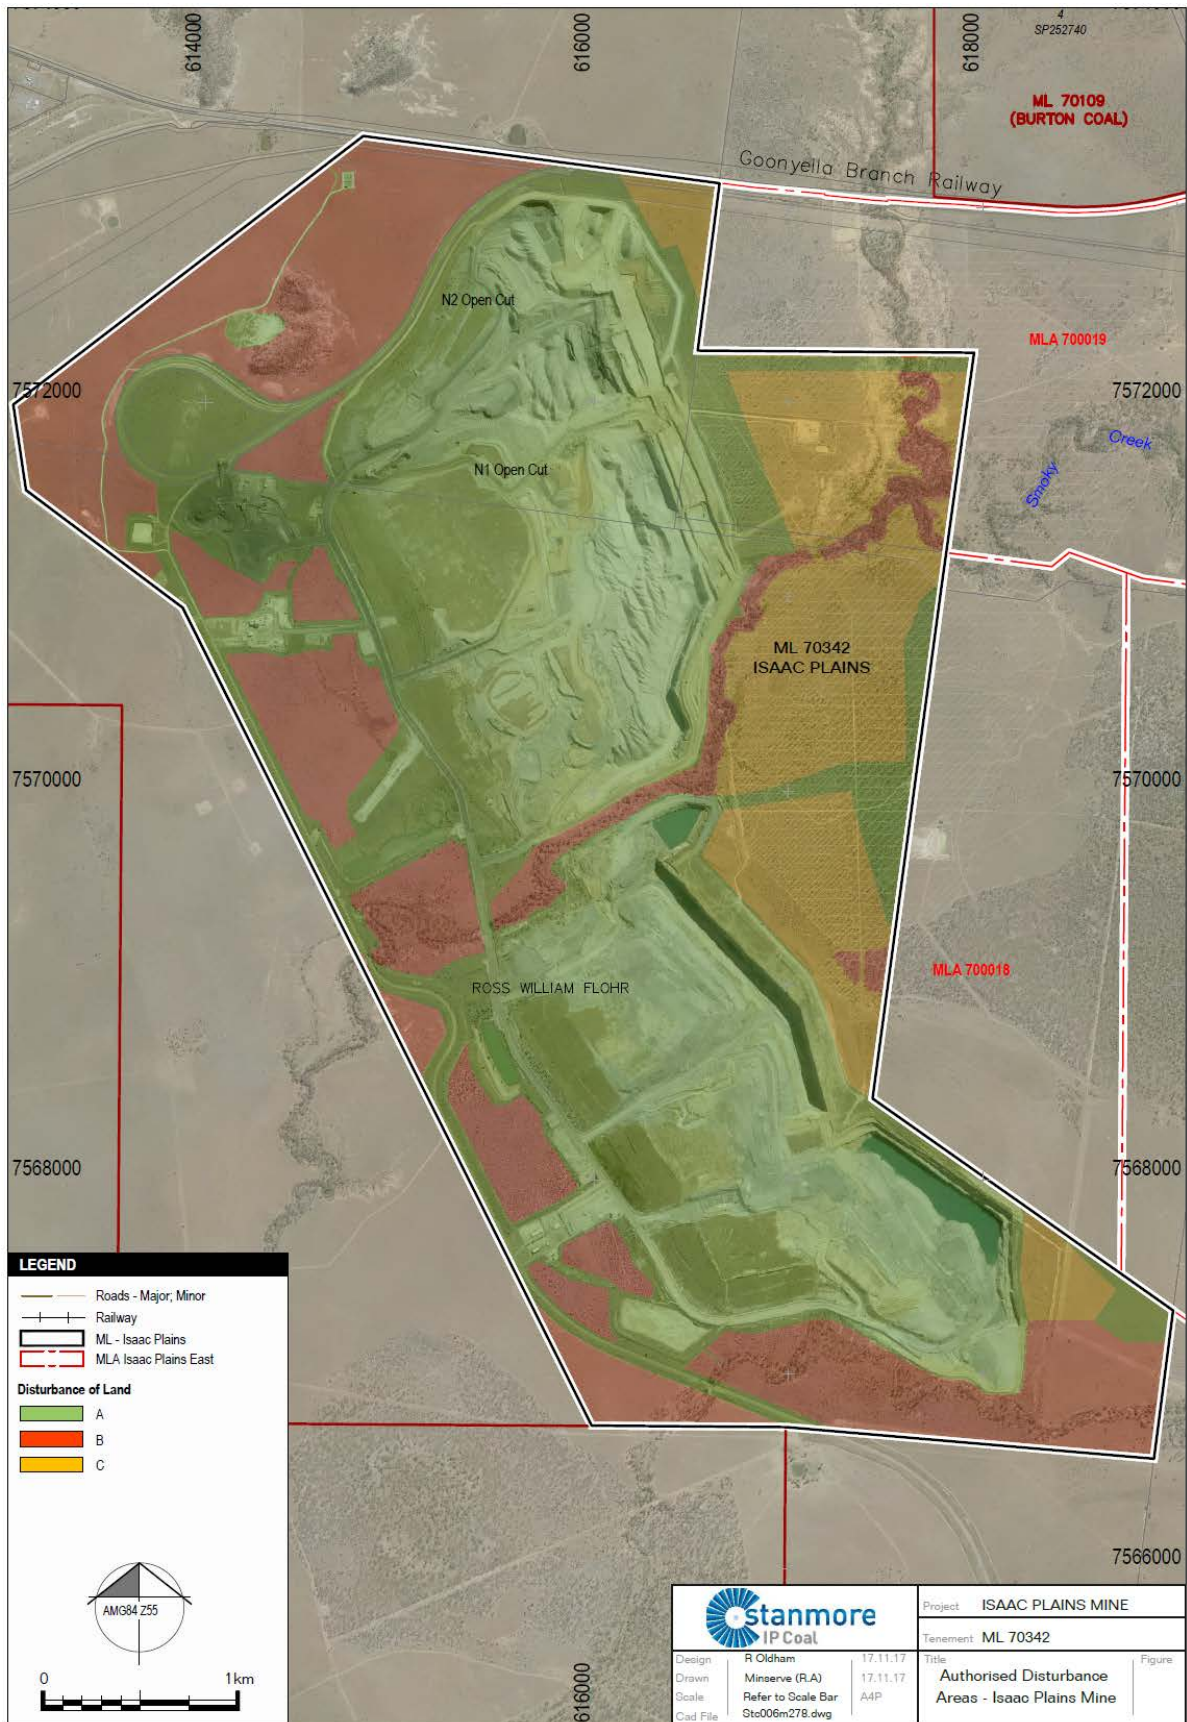 614000
616000
618000
4
SP252740
ML 70109
(BURTON COAL)
Goonyella Branch Railway
N2 Open Cut
MLA 700019
7572000
7572000
Smoky Creek
N1 Open Cut
ML 70342
ISAAC PLAINS
7570000
7570000
MLA 700018
ROSS WILLIAM FLOHR
7568000
7568000
LEGEND
Roads - Major; Minor
Railway
ML - Isaac Plains
MLA Isaac Plains East
Disturbance of Land
A
B
C
AMG84 Z55
0 1km
7566000
616000
stanmore
IP Coal
Project ISAAC PLAINS MINE
Tenement ML 70342
Design R Oldham 17.11.17
Drawn Minserve (R.A) 17.11.17
Scale Refer to Scale Bar A4P
Cad File Stc006m278.dwg
Title Figure
Authorised Disturbance
Areas - Isaac Plains Mine